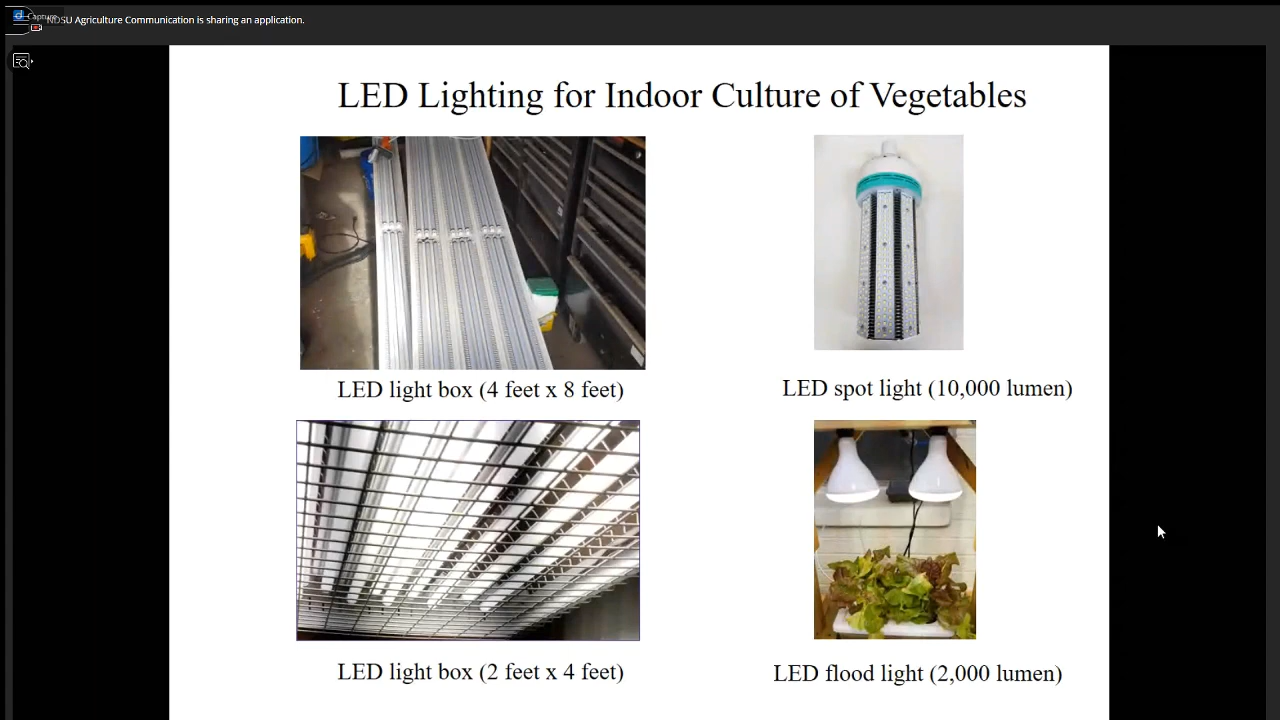 Capture
NDSU Agriculture Communication is sharing an application.
LED Lighting for Indoor Culture of Vegetables
LED light box (4 feet x 8 feet)
LED spot light (10,000 lumen)
LED light box (2 feet x 4 feet)
LED flood light (2,000 lumen)